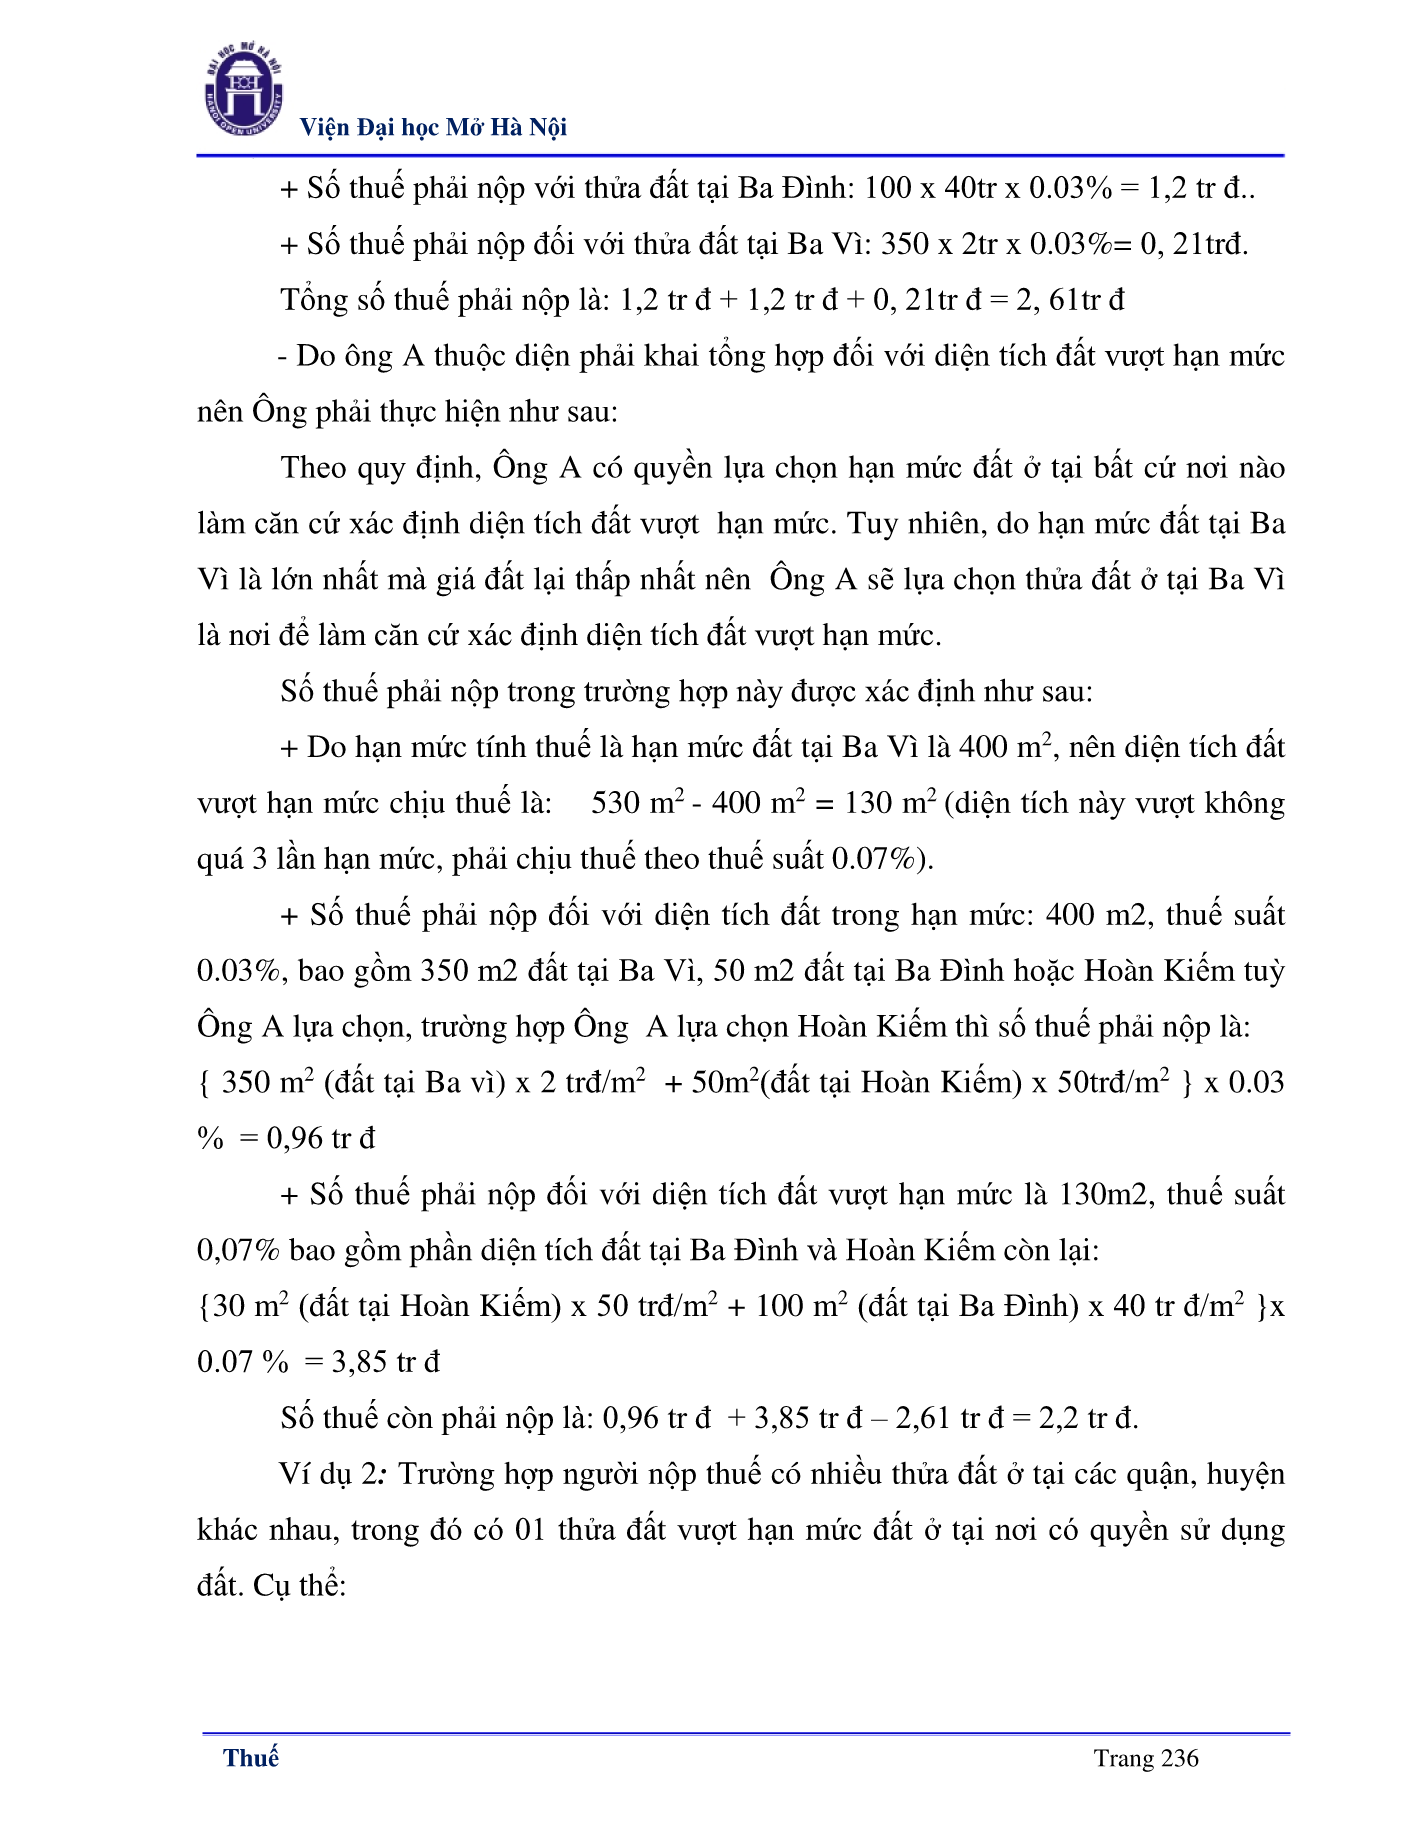 ĐẠI HỌC MỞ HÀ NỘI
HANOI OPEN UNIVERSITY
Viện Đại học Mở Hà Nội
+ Số thuế phải nộp với thửa đất tại Ba Đình: 100 x 40tr x 0.03% = 1,2 tr đ..
+ Số thuế phải nộp đối với thửa đất tại Ba Vì: 350 x 2tr x 0.03%= 0, 21trđ.
Tổng số thuế phải nộp là: 1,2 tr đ + 1,2 tr đ + 0, 21tr đ = 2, 61tr đ
- Do ông A thuộc diện phải khai tổng hợp đối với diện tích đất vượt hạn mức
nên Ông phải thực hiện như sau:
Theo quy định, Ông A có quyền lựa chọn hạn mức đất ở tại bất cứ nơi nào
làm căn cứ xác định diện tích đất vượt  hạn mức. Tuy nhiên, do hạn mức đất tại Ba
Vì là lớn nhất mà giá đất lại thấp nhất nên  Ông A sẽ lựa chọn thửa đất ở tại Ba Vì
là nơi để làm căn cứ xác định diện tích đất vượt hạn mức.
Số thuế phải nộp trong trường hợp này được xác định như sau:
+ Do hạn mức tính thuế là hạn mức đất tại Ba Vì là 400 m², nên diện tích đất
vượt hạn mức chịu thuế là:    530 m² - 400 m² = 130 m² (diện tích này vượt không
quá 3 lần hạn mức, phải chịu thuế theo thuế suất 0.07%).
+ Số thuế phải nộp đối với diện tích đất trong hạn mức: 400 m2, thuế suất
0.03%, bao gồm 350 m2 đất tại Ba Vì, 50 m2 đất tại Ba Đình hoặc Hoàn Kiếm tuỳ
Ông A lựa chọn, trường hợp Ông  A lựa chọn Hoàn Kiếm thì số thuế phải nộp là:
{ 350 m² (đất tại Ba vì) x 2 trđ/m²  + 50m²(đất tại Hoàn Kiếm) x 50trđ/m² } x 0.03
%  = 0,96 tr đ
+ Số thuế phải nộp đối với diện tích đất vượt hạn mức là 130m2, thuế suất
0,07% bao gồm phần diện tích đất tại Ba Đình và Hoàn Kiếm còn lại:
{30 m² (đất tại Hoàn Kiếm) x 50 trđ/m² + 100 m² (đất tại Ba Đình) x 40 tr đ/m² }x
0.07 %  = 3,85 tr đ
Số thuế còn phải nộp là: 0,96 tr đ  + 3,85 tr đ – 2,61 tr đ = 2,2 tr đ.
Ví dụ 2: Trường hợp người nộp thuế có nhiều thửa đất ở tại các quận, huyện
khác nhau, trong đó có 01 thửa đất vượt hạn mức đất ở tại nơi có quyền sử dụng
đất. Cụ thể:
Thuế
Trang 236